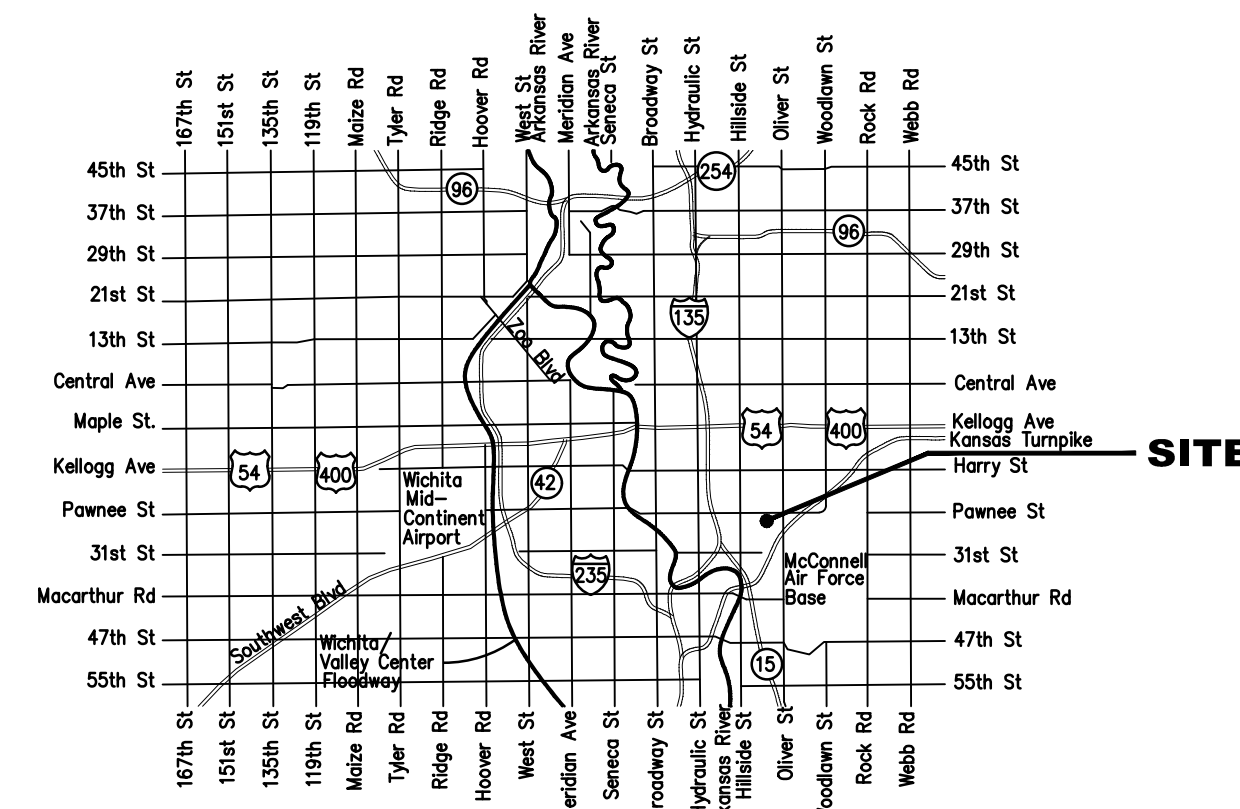 167th St
151st St
135th St
119th St
Maize Rd
Tyler Rd
Ridge Rd
Hoover Rd
West St
Arkansas River
Meridian Ave
Arkansas River
Seneca St
Broadway St
Hydraulic St
Hillside St
Oliver St
Woodlawn St
Rock Rd
Webb Rd
45th St
96
254
45th St
37th St
37th St
96
29th St
29th St
21st St
21st St
135
13th St
Zoo Blvd
13th St
Central Ave
Central Ave
Maple St.
54
400
Kellogg Ave
Kansas Turnpike
SITE
Kellogg Ave
54
400
Harry St
Wichita
Mid-
Continent
Airport
42
Pawnee St
Pawnee St
31st St
31st St
McConnell
Air Force
Base
235
Macarthur Rd
Macarthur Rd
Southwest Blvd
47th St
47th St
Wichita/
Valley Center
Floodway
15
55th St
55th St
167th St
151st St
135th St
119th St
Maize Rd
Tyler Rd
Ridge Rd
Hoover Rd
West St
eridian Ave
Seneca St
roadway St
ydraulic St
kansas River
Hillside St
Oliver St
oodlawn St
Rock Rd
Webb Rd